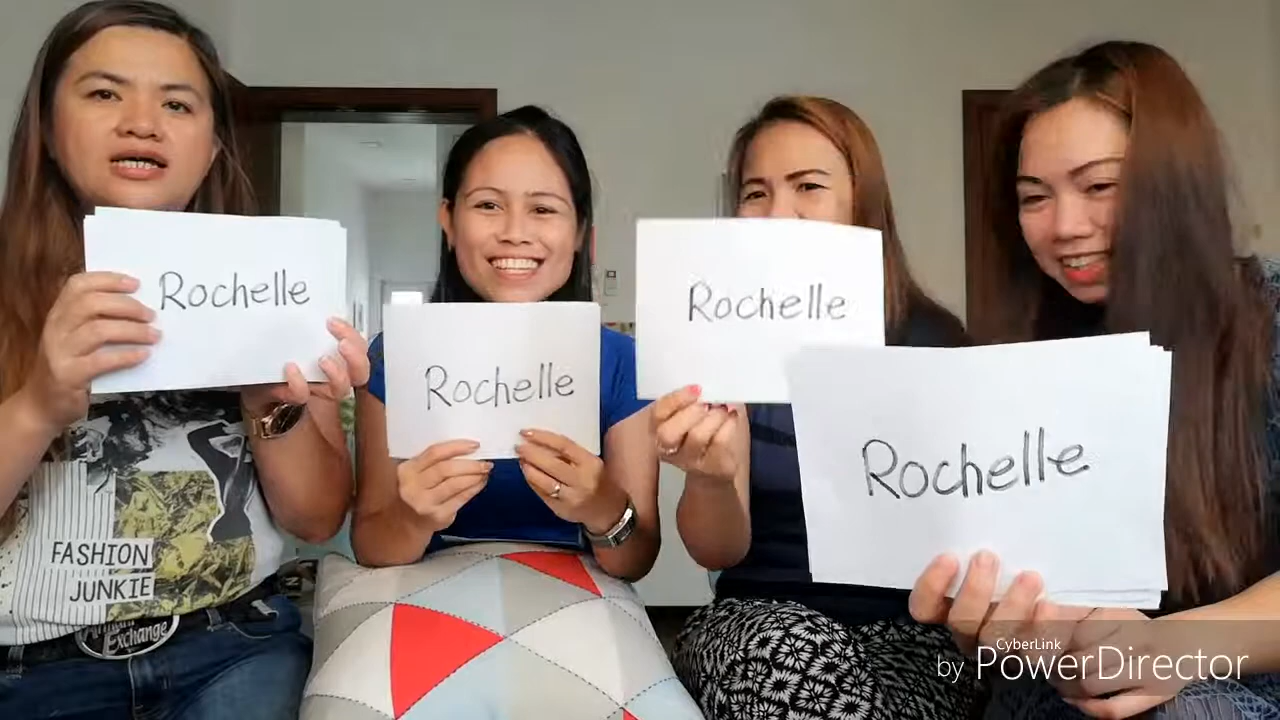 Rochelle
Rochelle
Rochelle
Rochelle
FASHION
JUNKIE
Exchange
CyberLink
by PowerDirector